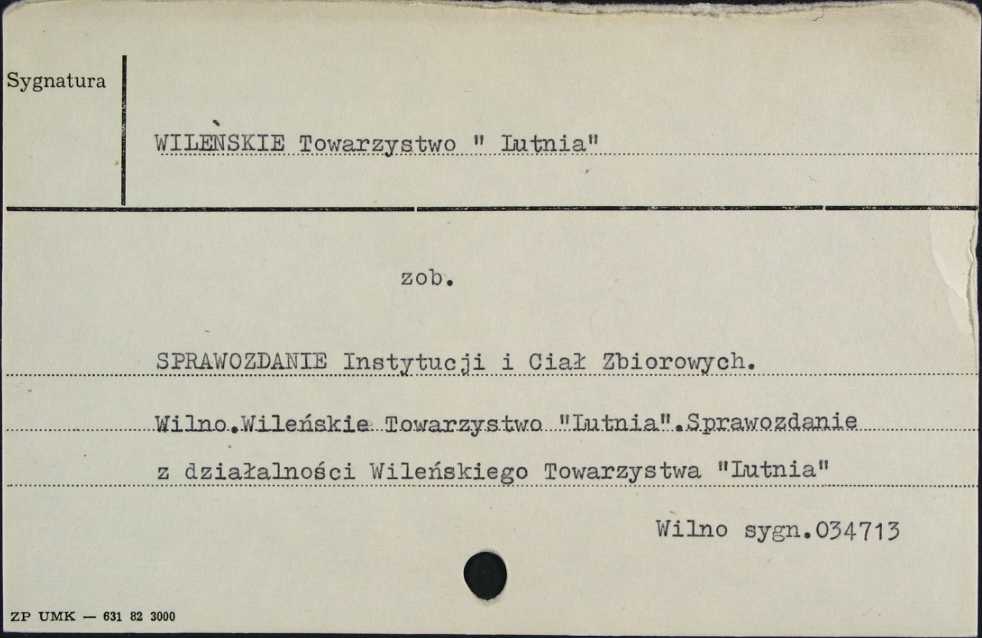 Sygnatura
WILEŃSKIE Towarzystwo " Lutnia"
zob.
SPRAWOZDANIE Instytucji i Ciał Zbiorowych.
Wilno.Wileńskie Towarzystwo "Lutnia".Sprawozdanie
z działalności Wileńskiego Towarzystwa "Lutnia"
Wilno sygn.034713
ZP UMK — 631 82 3000